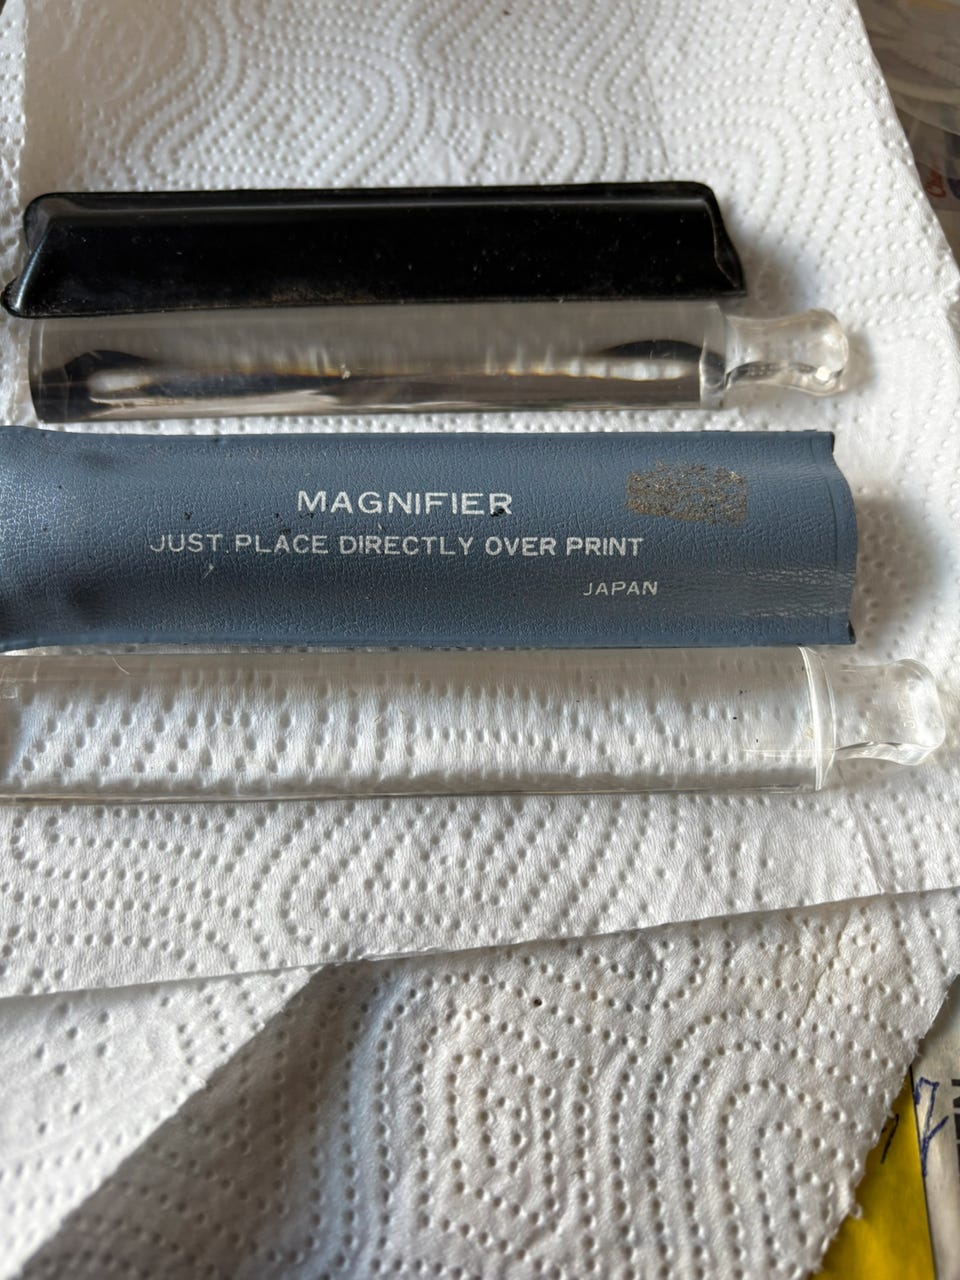 MAGNIFIER
JUST PLACE DIRECTLY OVER PRINT
JAPAN